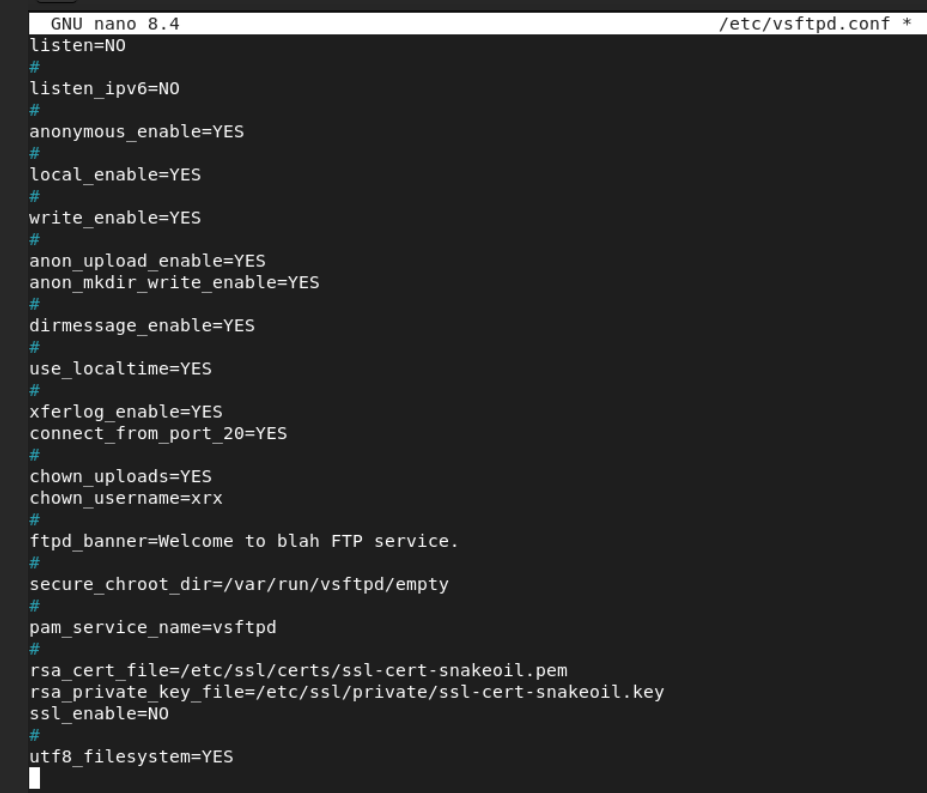 GNU nano 8.4 /etc/vsftpd.conf *
listen=NO
#
listen_ipv6=NO
#
anonymous_enable=YES
#
local_enable=YES
#
write_enable=YES
#
anon_upload_enable=YES
anon_mkdir_write_enable=YES
#
dirmessage_enable=YES
#
use_localtime=YES
#
xferlog_enable=YES
connect_from_port_20=YES
#
chown_uploads=YES
chown_username=xrx
#
ftpd_banner=Welcome to blah FTP service.
#
secure_chroot_dir=/var/run/vsftpd/empty
#
pam_service_name=vsftpd
#
rsa_cert_file=/etc/ssl/certs/ssl-cert-snakeoil.pem
rsa_private_key_file=/etc/ssl/private/ssl-cert-snakeoil.key
ssl_enable=NO
#
utf8_filesystem=YES